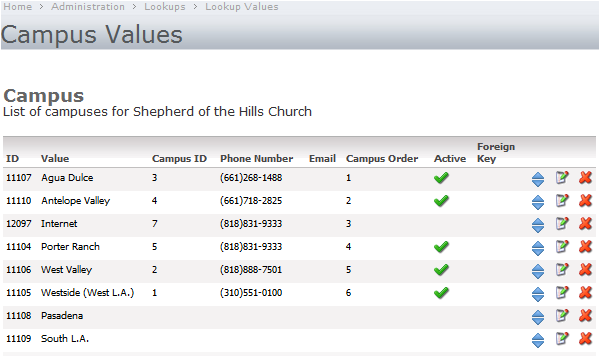 Home > Administration > Lookups > Lookup Values
Campus Values
Campus
List of campuses for Shepherd of the Hills Church
Foreign
ID Value Campus ID Phone Number Email Campus Order Active Key
11107 Agua Dulce 3 (661)268-1488 1
11110 Antelope Valley 4 (661)718-2825 2
12097 Internet 7 (818)831-9333 3
11104 Porter Ranch 5 (818)831-9333 4
11106 West Valley 2 (818)888-7501 5
11105 Westside (West L.A.) 1 (310)551-0100 6
11108 Pasadena
11109 South L.A.